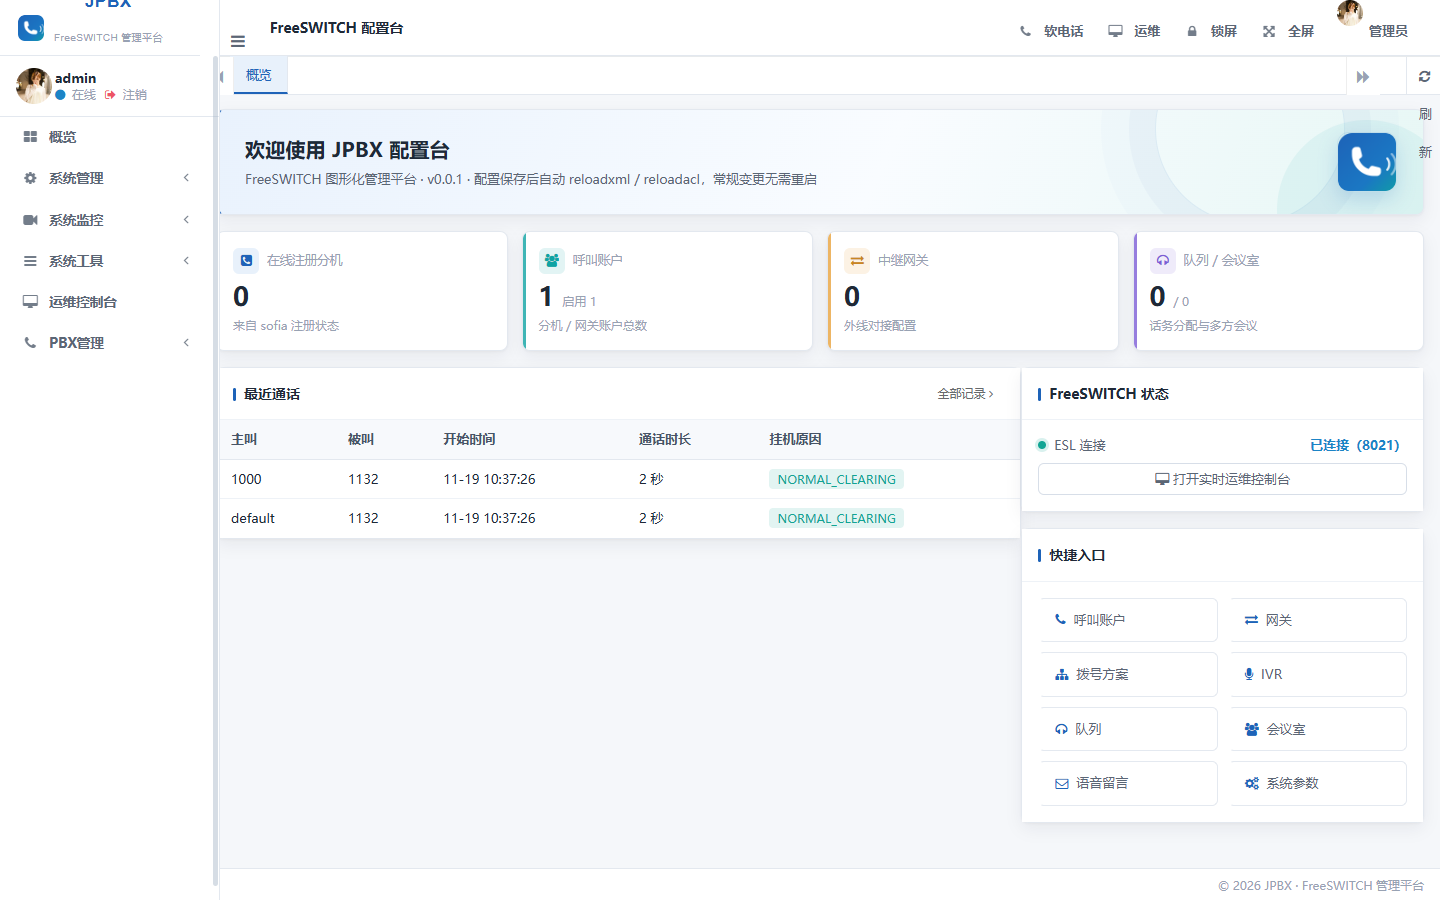 JPBX
FreeSWITCH 管理平台
FreeSWITCH 配置台
软电话
运维
锁屏
全屏
管理员
admin
在线
注销
概览
刷
新
概览
系统管理
系统监控
系统工具
运维控制台
PBX管理
欢迎使用 JPBX 配置台
FreeSWITCH 图形化管理平台 · v0.0.1 · 配置保存后自动 reloadxml / reloadacl，常规变更无需重启
在线注册分机
0
来自 sofia 注册状态
呼叫账户
1 启用 1
分机 / 网关账户总数
中继网关
0
外线对接配置
队列 / 会议室
0 / 0
话务分配与多方会议
最近通话
全部记录
主叫 被叫 开始时间 通话时长 挂机原因
1000 1132 11-19 10:37:26 2 秒 NORMAL_CLEARING
default 1132 11-19 10:37:26 2 秒 NORMAL_CLEARING
FreeSWITCH 状态
ESL 连接 已连接（8021）
打开实时运维控制台
快捷入口
呼叫账户
网关
拨号方案
IVR
队列
会议室
语音留言
系统参数
© 2026 JPBX · FreeSWITCH 管理平台